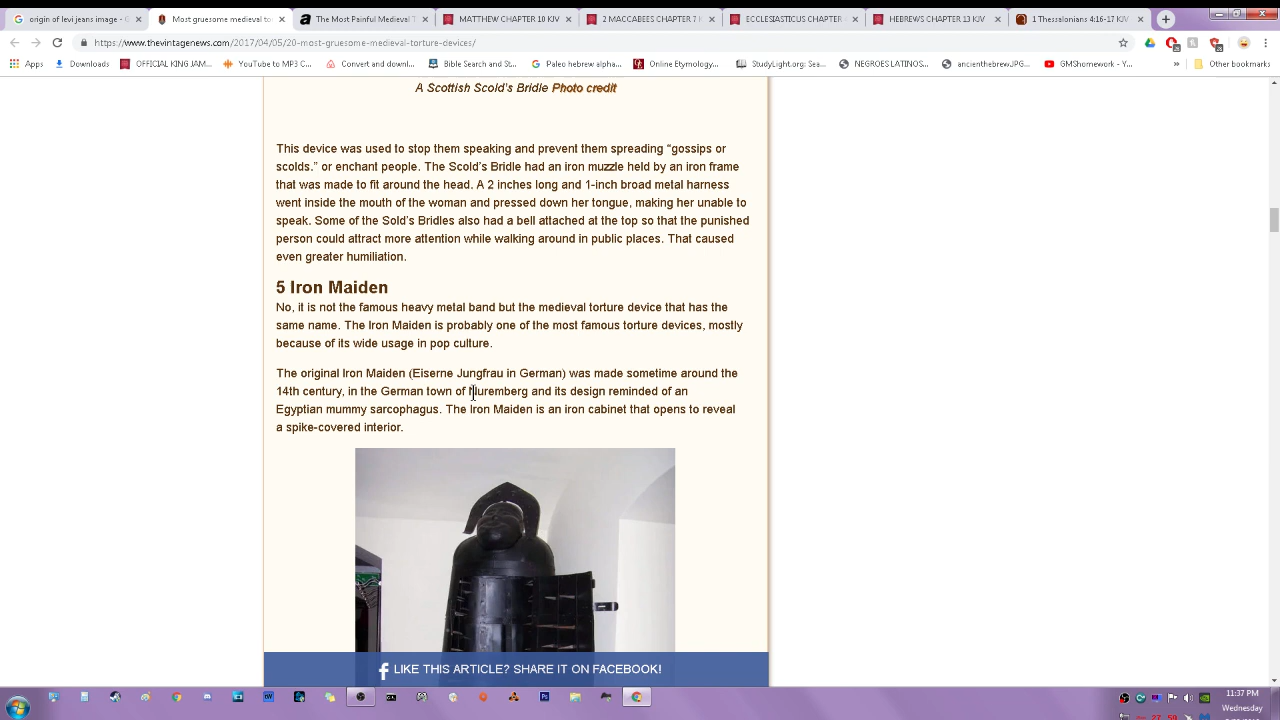 origin of levi jeans image - G
Most gruesome medieval to
The Most Painful Medieval T
MATTHEW CHAPTER
2 MACCABEES CHAPTER 7 K
ECCLESIASTICUS CHAPTER
HEBREWS CHAPTER 13 KJV
1 Thessalonians 4:16-17 KJV
https://www.thevintagenews.com/2017/04/05/20-most-gruesome-medieval-torture-devices/
Apps Downloads OFFICIAL KING JAM... YouTube to MP3 C... Convert and downl... Bible Search and St... Paleo hebrew alpha... Online Etymology... StudyLight.org: Sea... NEGROES LATINOS... ancienthebrewJPG... GMShomework - Y... » Other bookmarks
A Scottish Scold's Bridle Photo credit
This device was used to stop them speaking and prevent them spreading “gossips or
scolds.” or enchant people. The Scold’s Bridle had an iron muzzle held by an iron frame
that was made to fit around the head. A 2 inches long and 1-inch broad metal harness
went inside the mouth of the woman and pressed down her tongue, making her unable to
speak. Some of the Sold’s Bridles also had a bell attached at the top so that the punished
person could attract more attention while walking around in public places. That caused
even greater humiliation.
5 Iron Maiden
No, it is not the famous heavy metal band but the medieval torture device that has the
same name. The Iron Maiden is probably one of the most famous torture devices, mostly
because of its wide usage in pop culture.
The original Iron Maiden (Eiserne Jungfrau in German) was made sometime around the
14th century, in the German town of Nuremberg and its design reminded of an
Egyptian mummy sarcophagus. The Iron Maiden is an iron cabinet that opens to reveal
a spike-covered interior.
LIKE THIS ARTICLE? SHARE IT ON FACEBOOK!
11:37 PM
Wednesday